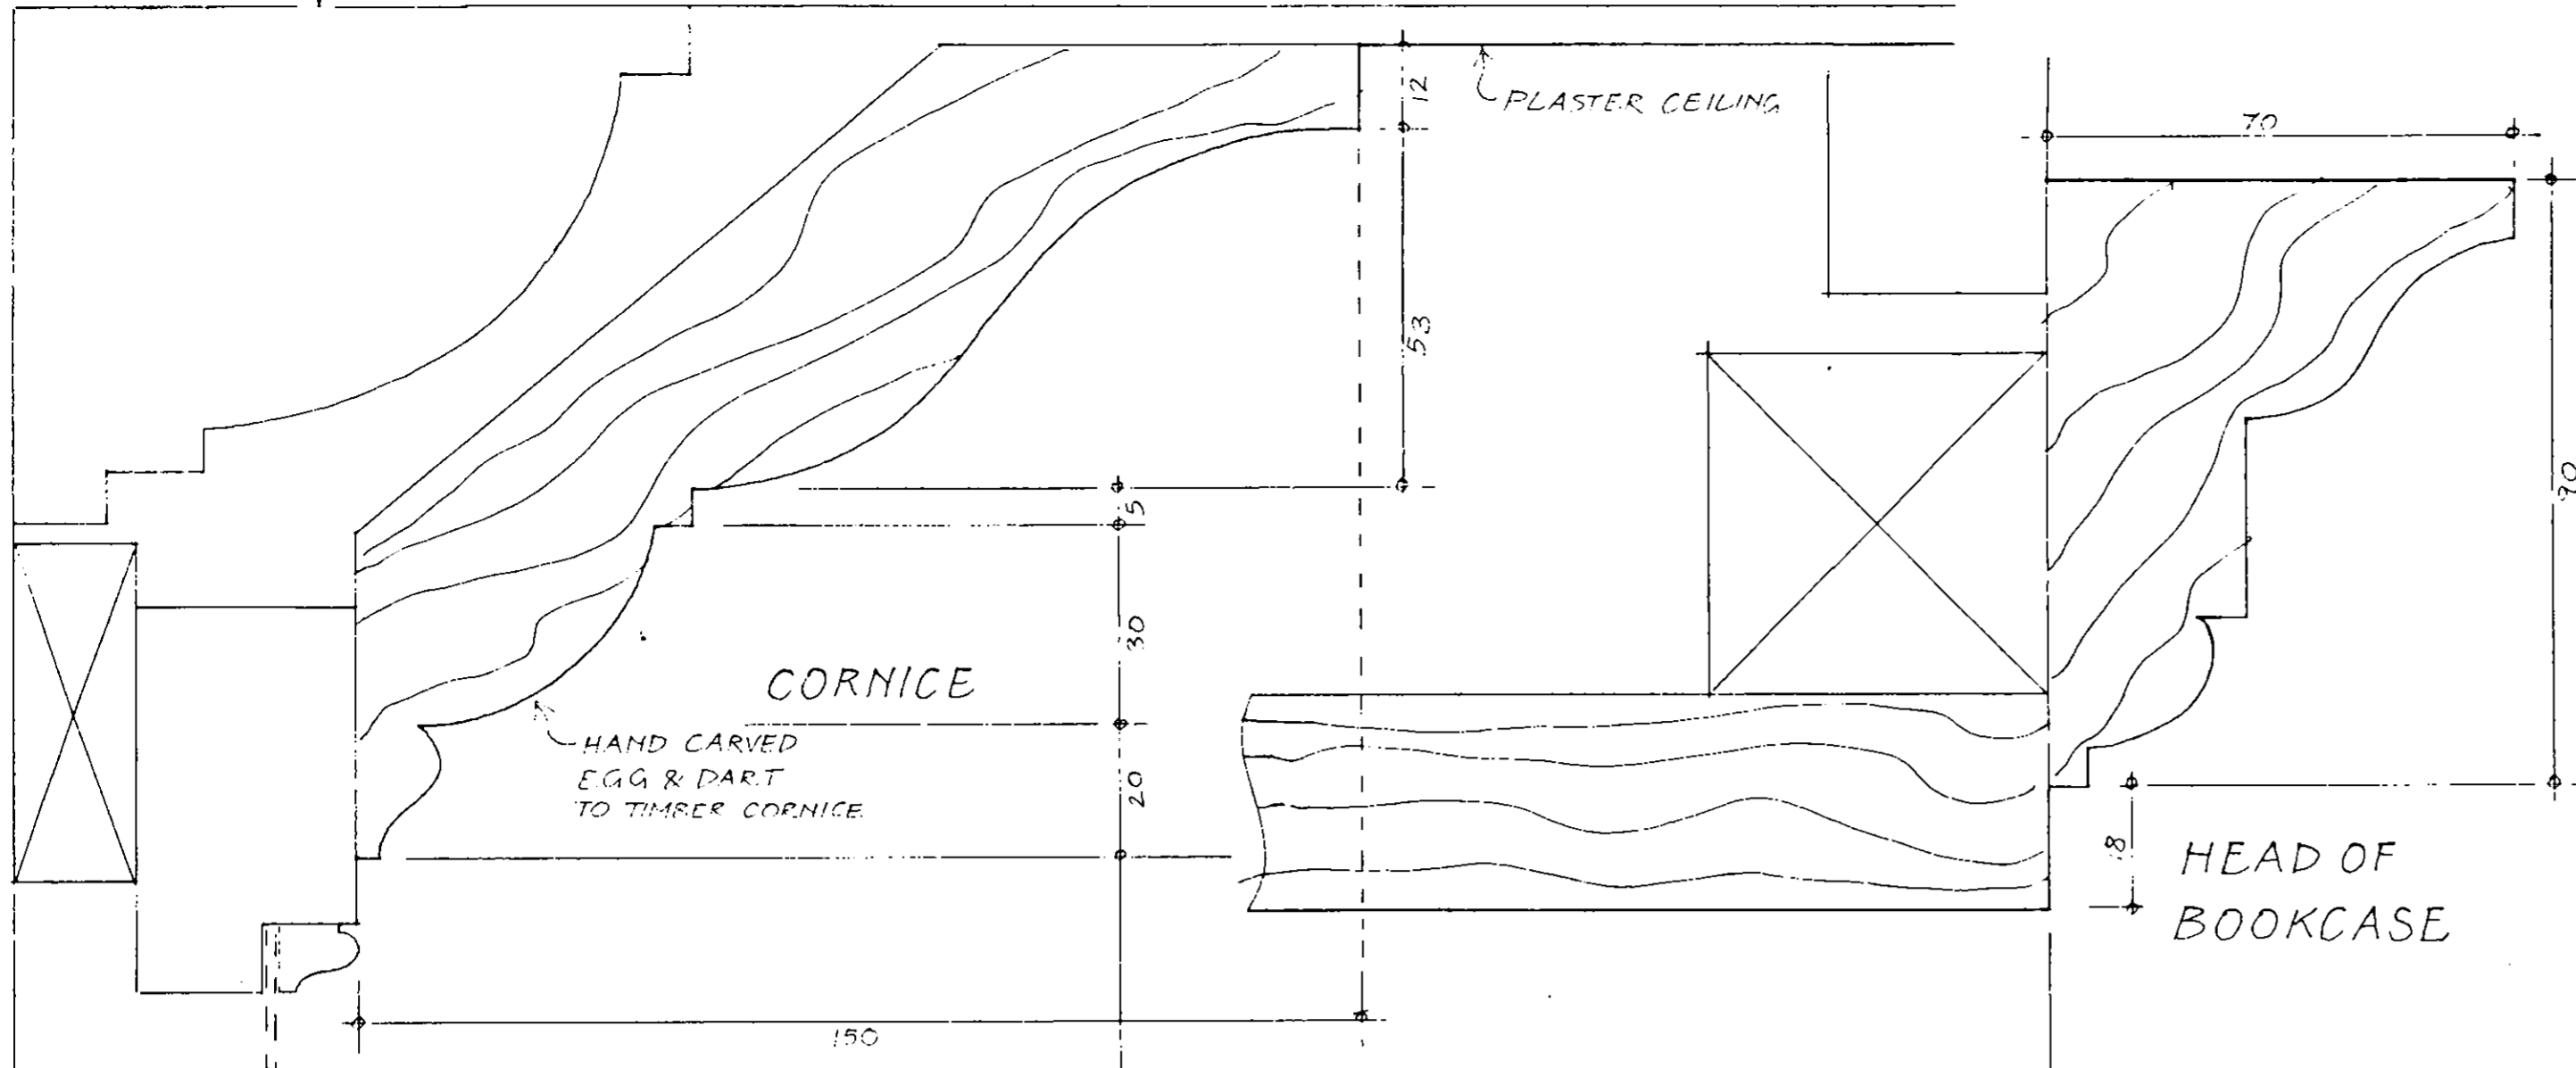 PLASTER CEILING
12
70
53
90
5
30
CORNICE
HAND CARVED
EGG & DART
TO TIMBER CORNICE
20
18
HEAD OF
BOOKCASE
150